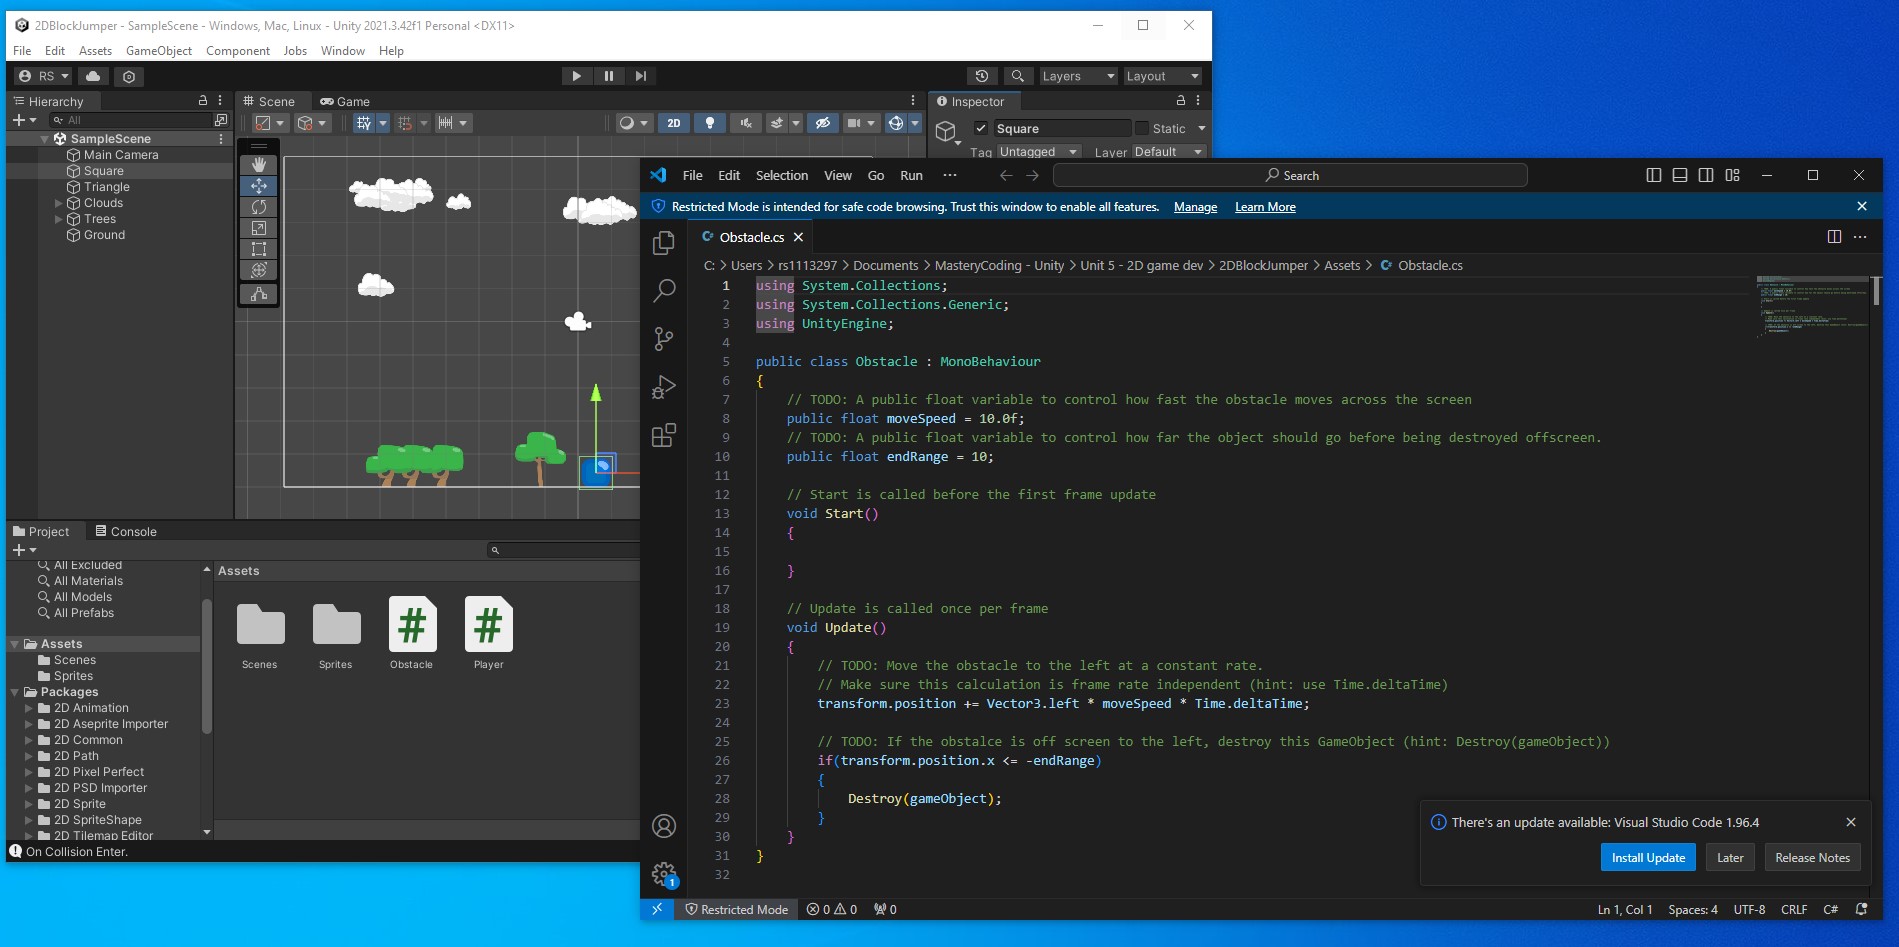 2DBlockJumper - SampleScene - Windows, Mac, Linux - Unity 2021.3.42f1 Personal <DX11>
File Edit Assets GameObject Component Jobs Window Help
RS Layers Layout
Hierarchy
All
SampleScene
Main Camera
Square
Triangle
Clouds
Trees
Ground
Scene Game
2D
Inspector
Square Static
Tag Untagged Layer Default
Project Console
All Excluded
All Materials
All Models
All Prefabs
Assets
Scenes
Sprites
Packages
2D Animation
2D Aseprite Importer
2D Common
2D Path
2D Pixel Perfect
2D PSD Importer
2D Sprite
2D SpriteShape
2D Tilemap Editor
Assets
#
#
Scenes Sprites Obstacle Player
On Collision Enter.
File Edit Selection View Go Run ··· Search
Restricted Mode is intended for safe code browsing. Trust this window to enable all features. Manage Learn More
Obstacle.cs
C: > Users > rs1113297 > Documents > MasteryCoding - Unity > Unit 5 - 2D game dev > 2DBlockJumper > Assets > Obstacle.cs
1 using System.Collections;
2 using System.Collections.Generic;
3 using UnityEngine;
4
5 public class Obstacle : MonoBehaviour
6 {
7 // TODO: A public float variable to control how fast the obstacle moves across the screen
8 public float moveSpeed = 10.0f;
9 // TODO: A public float variable to control how far the object should go before being destroyed offscreen.
10 public float endRange = 10;
11
12 // Start is called before the first frame update
13 void Start()
14 {
15
16 }
17
18 // Update is called once per frame
19 void Update()
20 {
21 // TODO: Move the obstacle to the left at a constant rate.
22 // Make sure this calculation is frame rate independent (hint: use Time.deltaTime)
23 transform.position += Vector3.left * moveSpeed * Time.deltaTime;
24
25 // TODO: If the obstalce is off screen to the left, destroy this GameObject (hint: Destroy(gameObject))
26 if(transform.position.x <= -endRange)
27 {
28 Destroy(gameObject);
29 }
30 }
31 }
32
There's an update available: Visual Studio Code 1.96.4
Install Update Later Release Notes
1
Restricted Mode 0 0 0 Ln 1, Col 1 Spaces: 4 UTF-8 CRLF C#